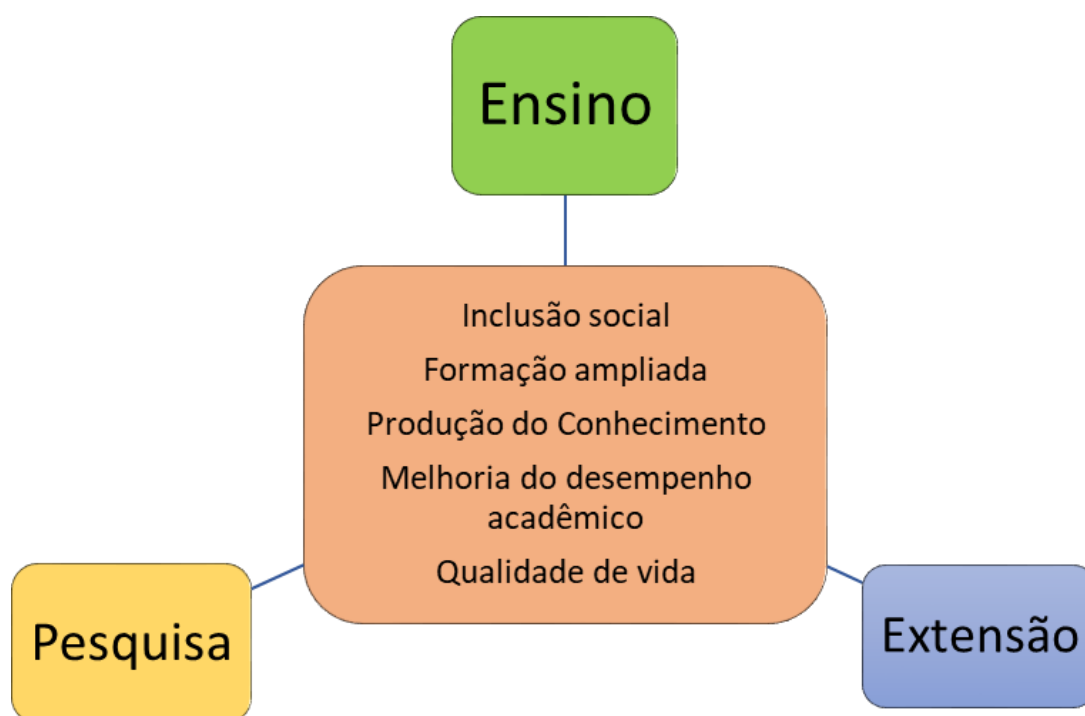 Ensino
Inclusão social
Formação ampliada
Produção do Conhecimento
Melhoria do desempenho
acadêmico
Qualidade de vida
Pesquisa
Extensão